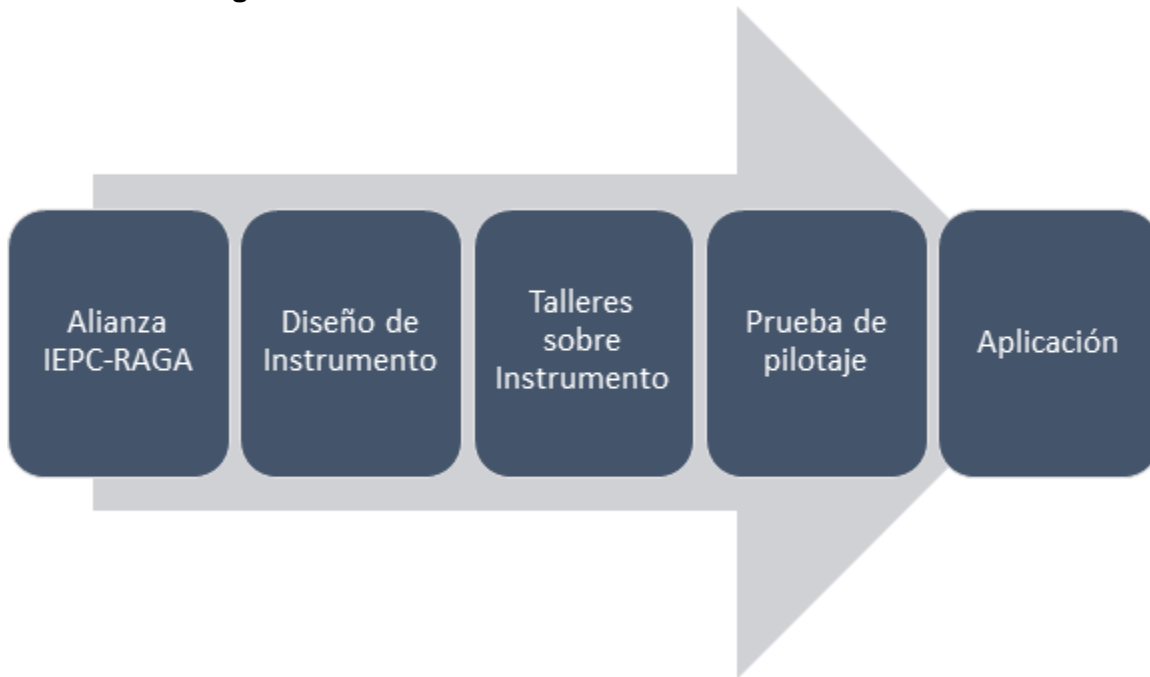 Alianza
IEPC-RAGA
Diseño de
Instrumento
Talleres
sobre
Instrumento
Prueba de
pilotaje
Aplicación